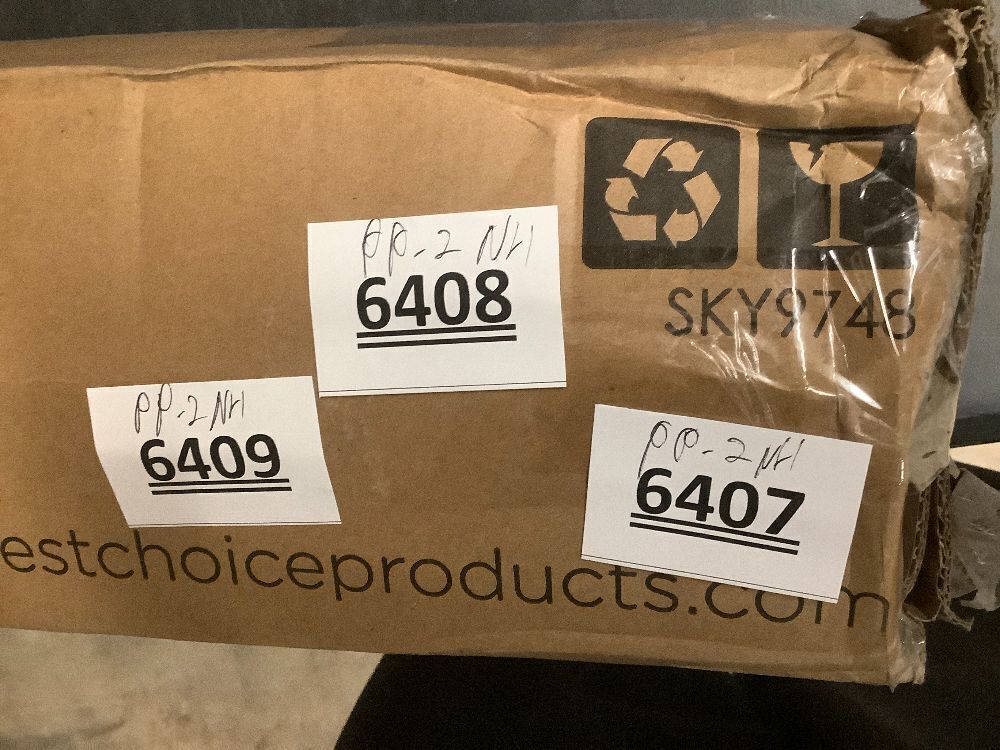 PP-2 NH
6408
SKY9748
PP-2 NH
6409
PP-2 NH
6407
estchoiceproducts.com